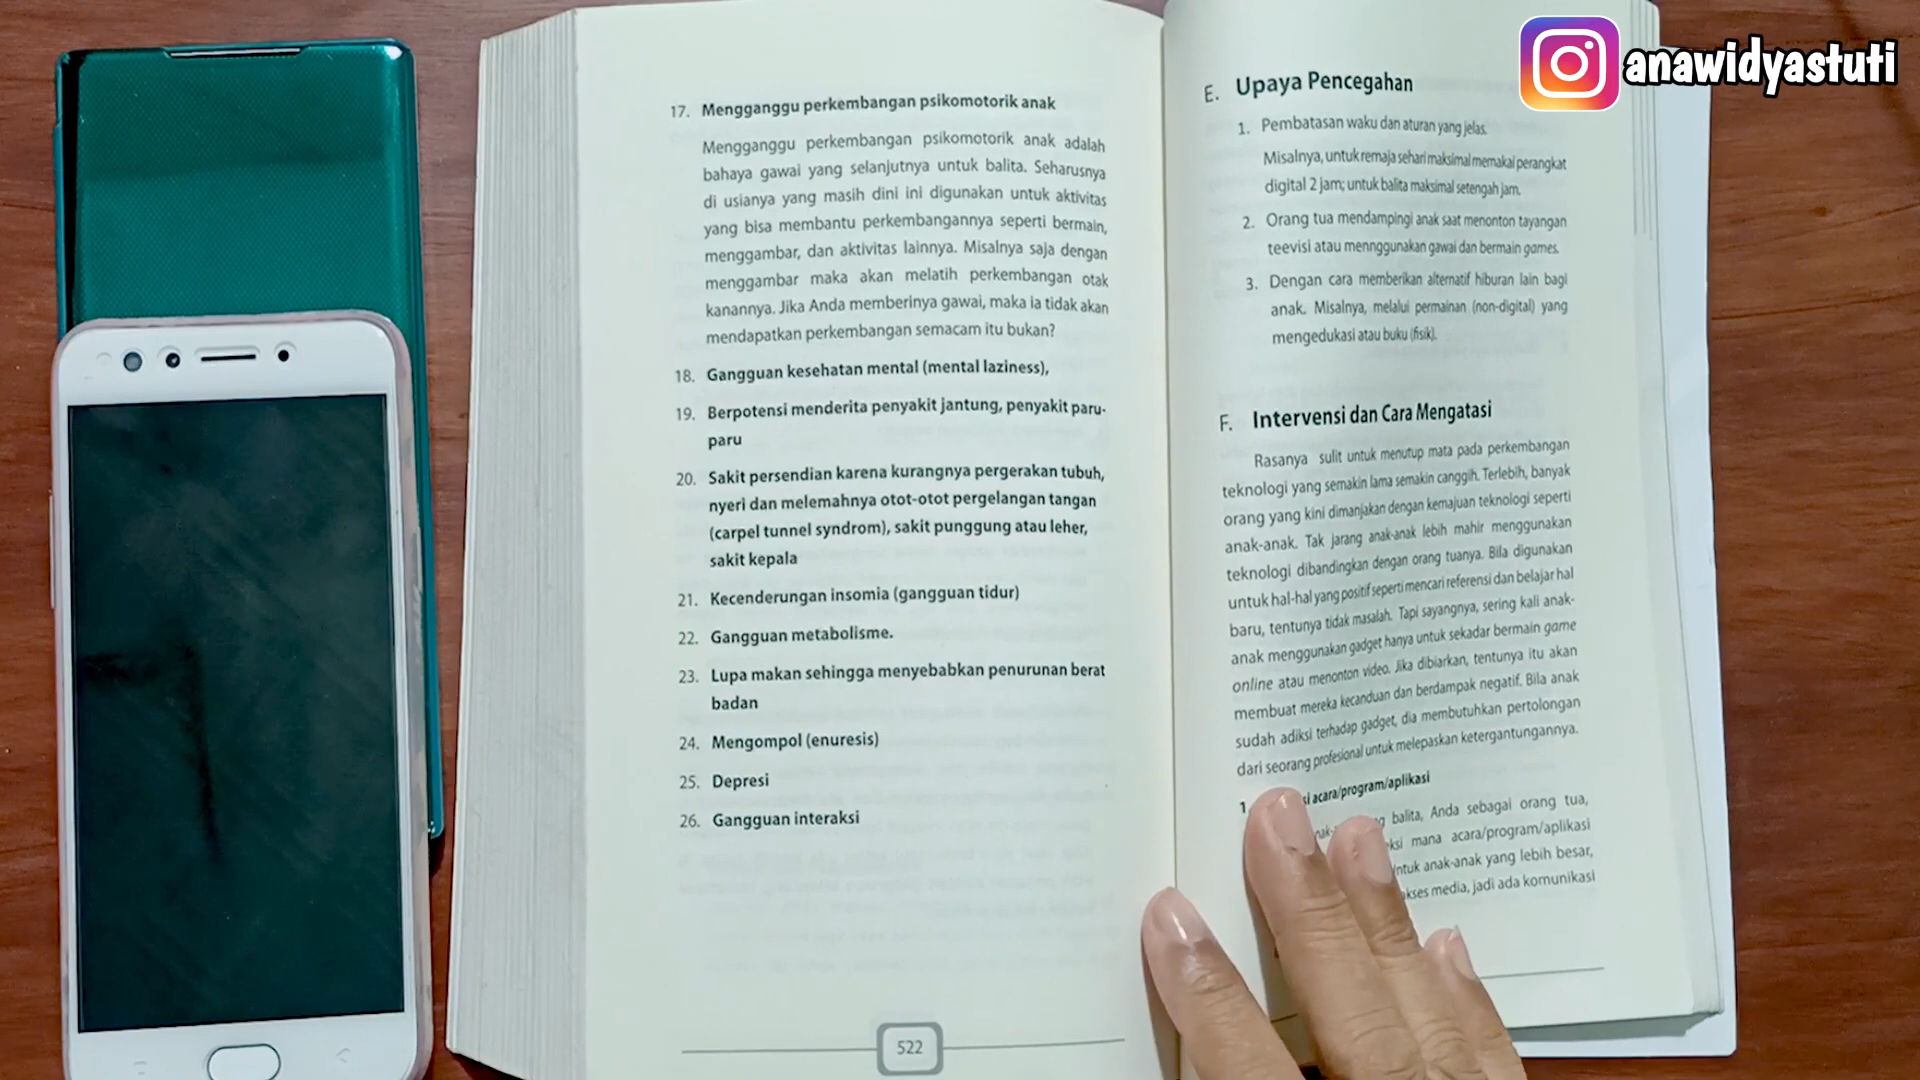 17. Mengganggu perkembangan psikomotorik anak
Mengganggu perkembangan psikomotorik anak adalah
bahaya gawai yang selanjutnya untuk balita. Seharusnya
di usianya yang masih dini ini digunakan untuk aktivitas
yang bisa membantu perkembangannya seperti bermain,
menggambar, dan aktivitas lainnya. Misalnya saja dengan
menggambar maka akan melatih perkembangan otak
kanannya. Jika Anda memberinya gawai, maka ia tidak akan
mendapatkan perkembangan semacam itu bukan?
18. Gangguan kesehatan mental (mental laziness),
19. Berpotensi menderita penyakit jantung, penyakit paru-
paru
20. Sakit persendian karena kurangnya pergerakan tubuh,
nyeri dan melemahnya otot-otot pergelangan tangan
(carpel tunnel syndrom), sakit punggung atau leher,
sakit kepala
21. Kecenderungan insomia (gangguan tidur)
22. Gangguan metabolisme.
23. Lupa makan sehingga menyebabkan penurunan berat
badan
24. Mengompol (enuresis)
25. Depresi
26. Gangguan interaksi
522
E. Upaya Pencegahan
1. Pembatasan waku dan aturan yang jelas.
Misalnya, untuk remaja sehari maksimal memakai perangkat
digital 2 jam; untuk balita maksimal setengah jam.
2. Orang tua mendampingi anak saat menonton tayangan
teevisi atau mennggunakan gawai dan bermain games.
3. Dengan cara memberikan alternatif hiburan lain bagi
anak. Misalnya, melalui permainan (non-digital) yang
mengedukasi atau buku (fisik).
F. Intervensi dan Cara Mengatasi
Rasanya sulit untuk menutup mata pada perkembangan
teknologi yang semakin lama semakin canggih. Terlebih, banyak
orang yang kini dimanjakan dengan kemajuan teknologi seperti
anak-anak. Tak jarang anak-anak lebih mahir menggunakan
teknologi dibandingkan dengan orang tuanya. Bila digunakan
untuk hal-hal yang positif seperti mencari referensi dan belajar hal
baru, tentunya tidak masalah. Tapi sayangnya, sering kali anak-
anak menggunakan gadget hanya untuk sekadar bermain game
online atau menonton video. Jika dibiarkan, tentunya itu akan
membuat mereka kecanduan dan berdampak negatif. Bila anak
sudah adiksi terhadap gadget, dia membutuhkan pertolongan
dari seorang profesional untuk melepaskan ketergantungannya.
1 acara/program/aplikasi
balita, Anda sebagai orang tua,
mana acara/program/aplikasi
anak-anak yang lebih besar,
media, jadi ada komunikasi
anawidyastuti